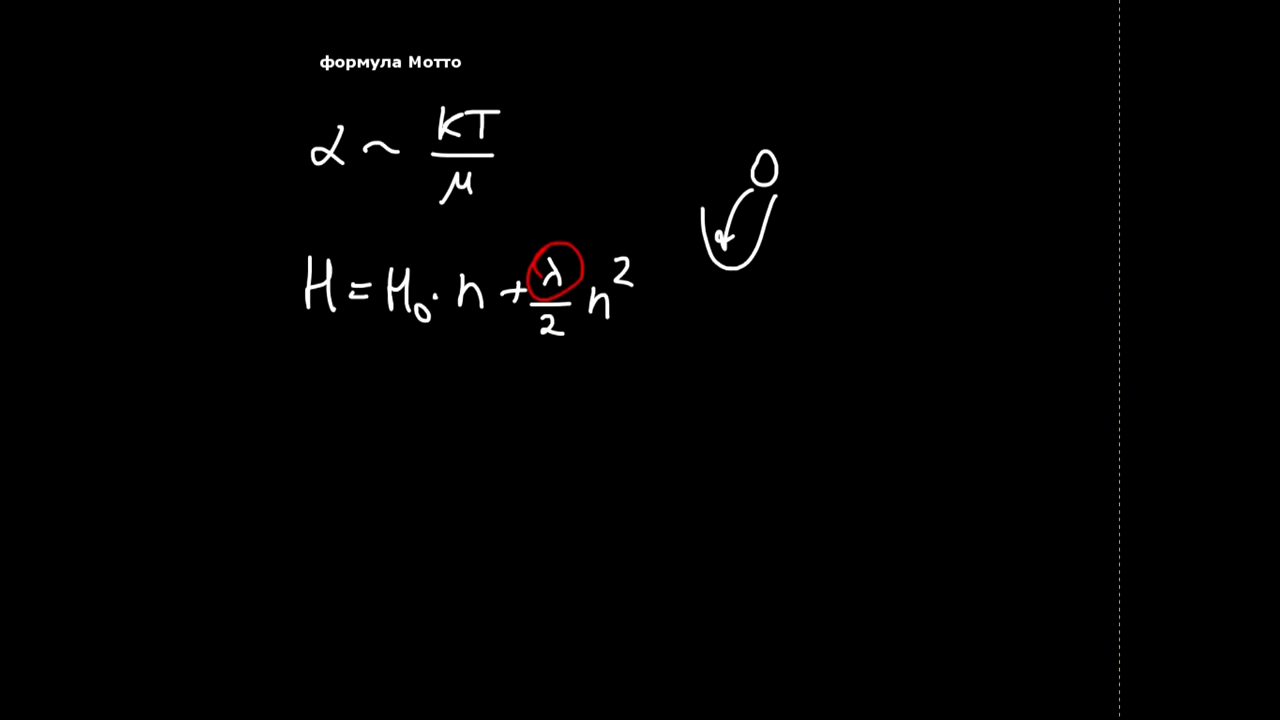 формула Мотто
α ~ KT/μ
H = H₀ · n + λ/2 n²